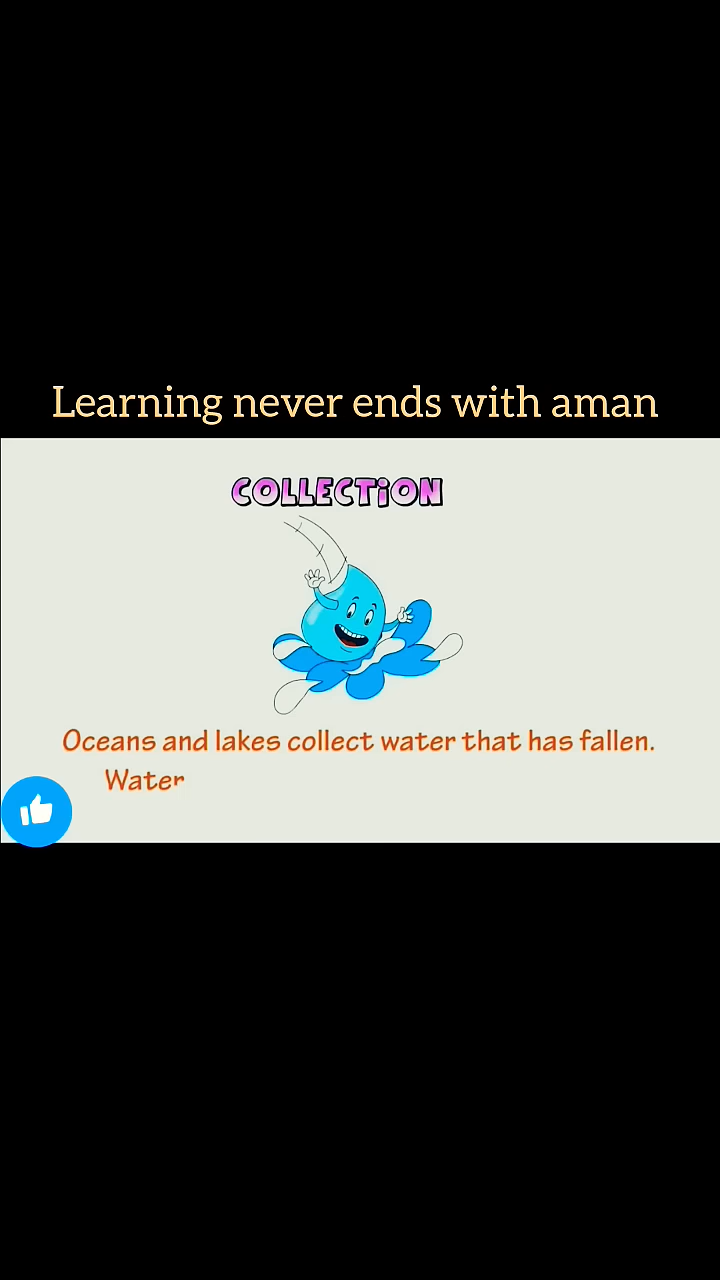 Learning never ends with aman
COLLECTiON
Oceans and lakes collect water that has fallen.
Water